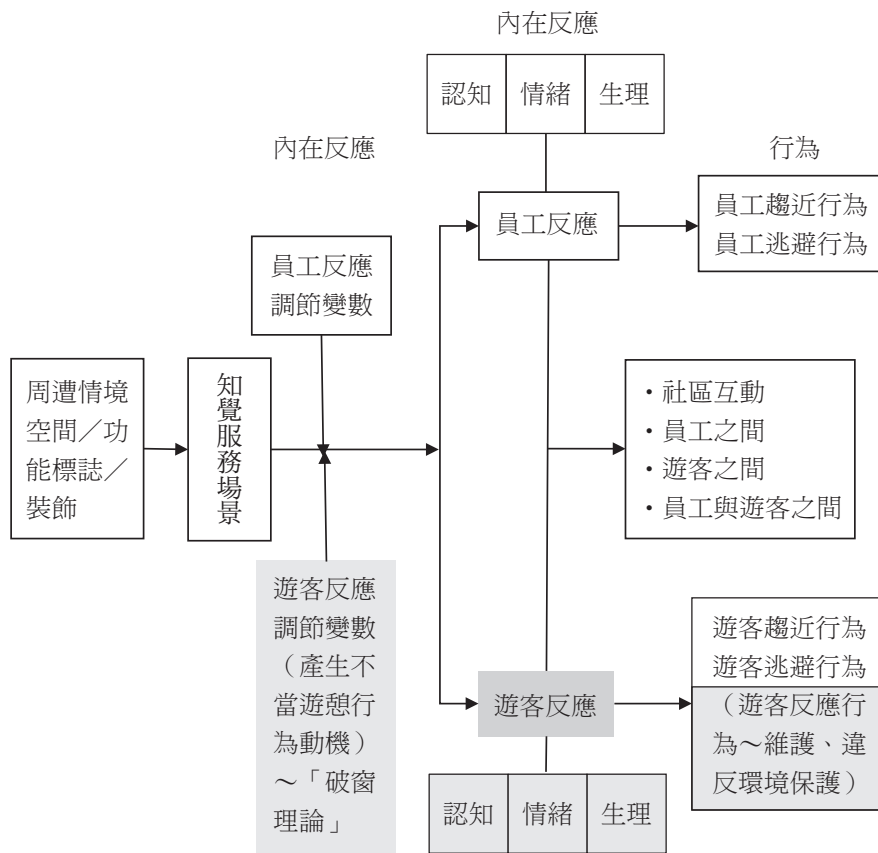 內在反應
認知 情緒 生理
內在反應
行為
員工反應
員工趨近行為
員工逃避行為
員工反應
調節變數
周遭情境
空間／功
能標誌／
裝飾
知覺服務場景
・社區互動
・員工之間
・遊客之間
・員工與遊客之間
遊客反應
調節變數
（產生不
當遊憩行
為動機）
～「破窗
理論」
遊客反應
遊客趨近行為
遊客逃避行為
（遊客反應行
為～維護、違
反環境保護）
認知 情緒 生理